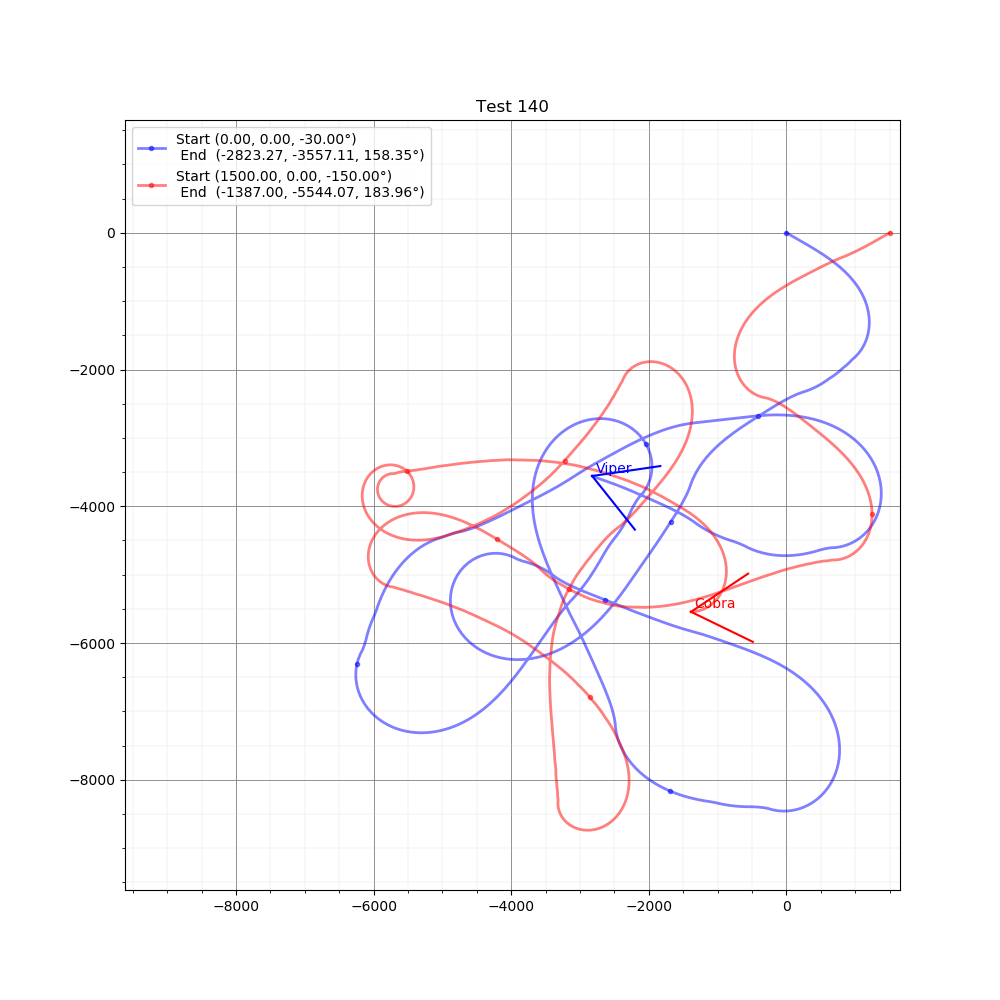 Test 140
Start (0.00, 0.00, -30.00°)
End (-2823.27, -3557.11, 158.35°)
Start (1500.00, 0.00, -150.00°)
End (-1387.00, -5544.07, 183.96°)
0
−2000
−4000
−6000
−8000
Viper
Cobra
−8000 −6000 −4000 −2000 0